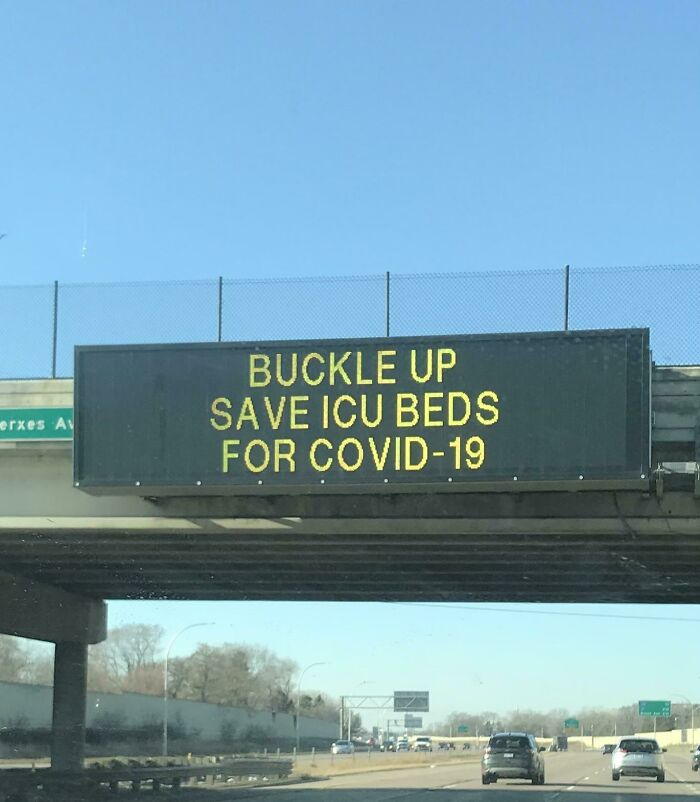 BUCKLE UP
SAVE ICU BEDS
FOR COVID-19
erxes Av